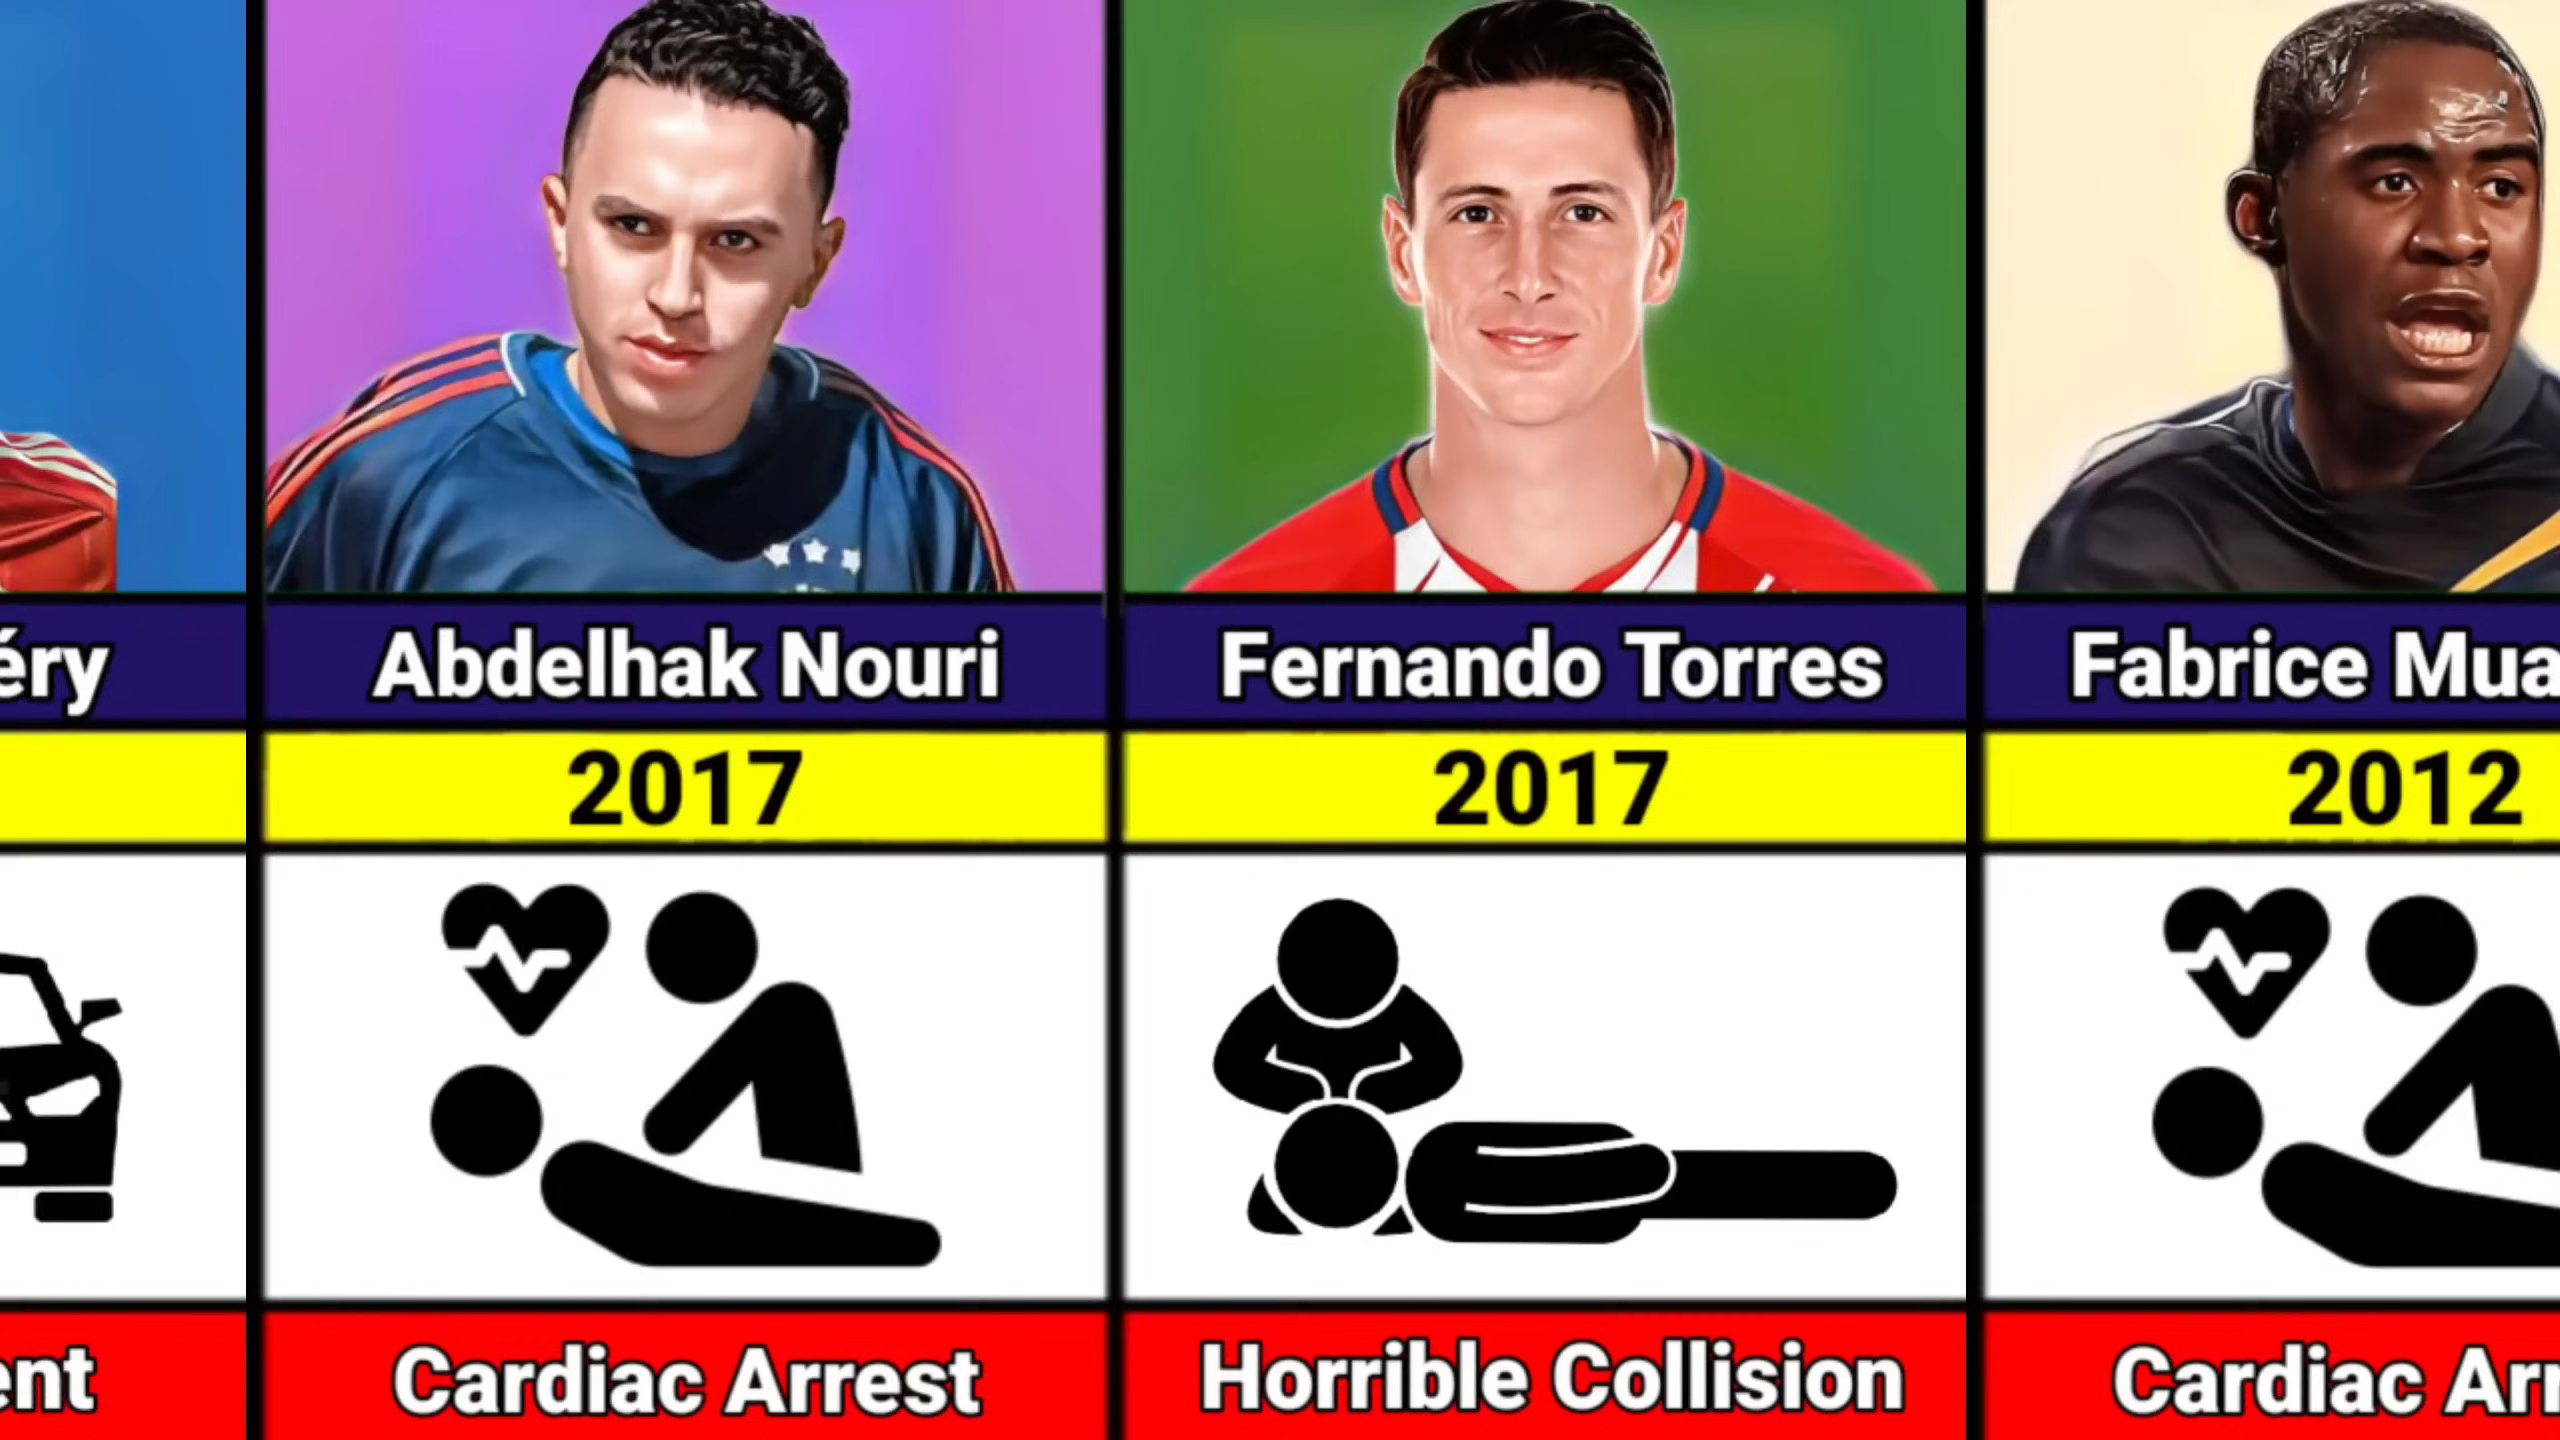 éry
Abdelhak Nouri
Fernando Torres
Fabrice Mua
2017
2017
2012
ent
Cardiac Arrest
Horrible Collision
Cardiac Arr